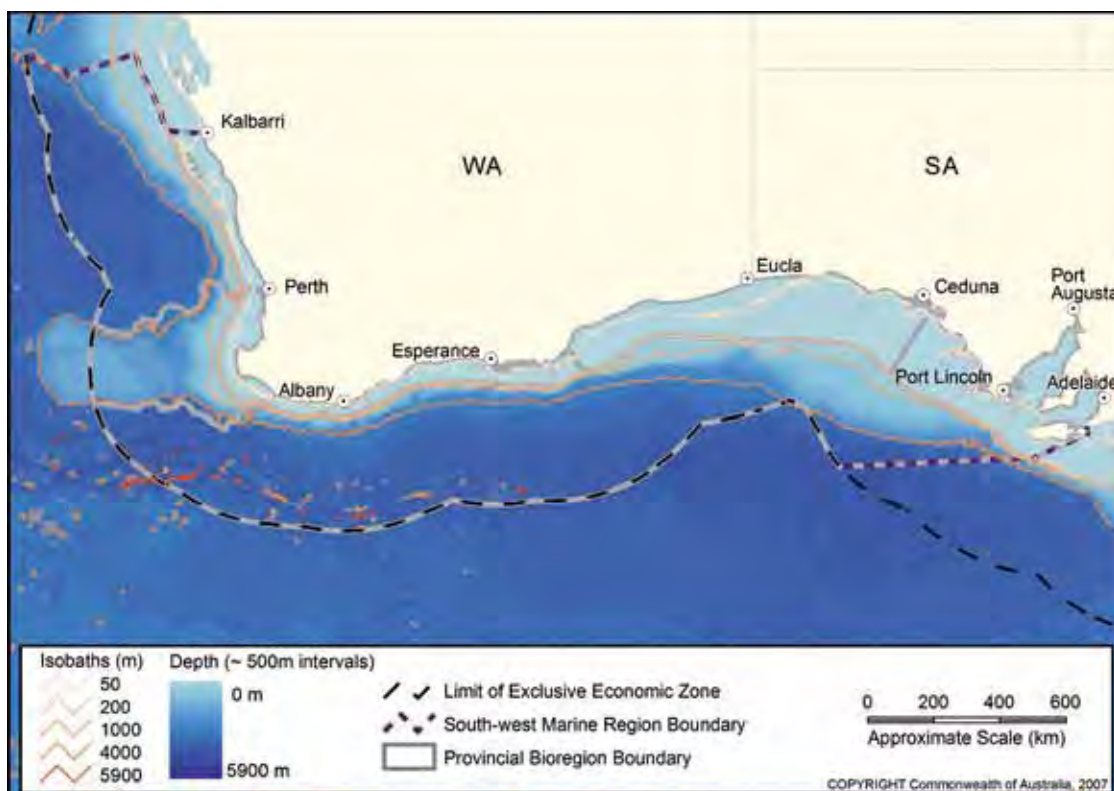 Kalbarri
WA
SA
Eucla
Ceduna
Port
Augusta
Perth
Esperance
Albany
Port Lincoln
Adelaide
Isobaths (m)
50
200
1000
4000
5900
Depth (~ 500m intervals)
0 m
5900 m
Limit of Exclusive Economic Zone
South-west Marine Region Boundary
Provincial Bioregion Boundary
0 200 400 600
Approximate Scale (km)
COPYRIGHT Commonwealth of Australia, 2007